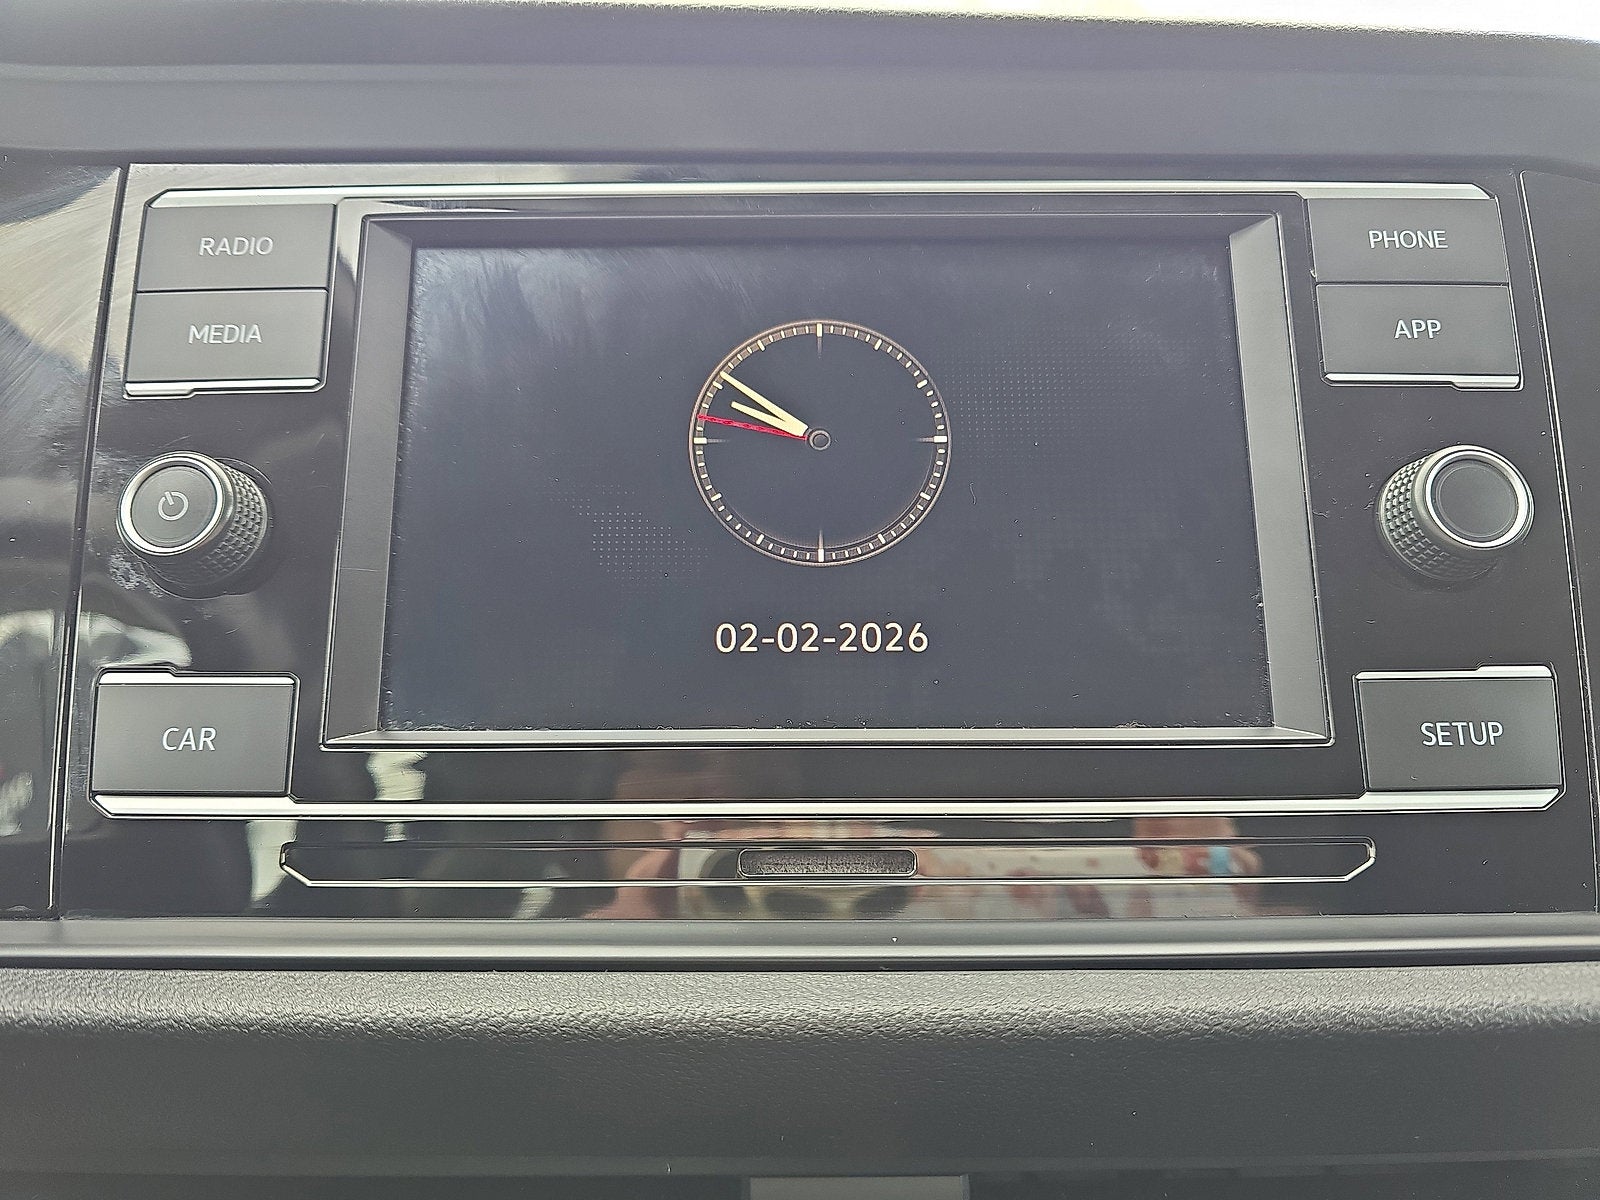 RADIO
PHONE
MEDIA
APP
02-02-2026
CAR
SETUP